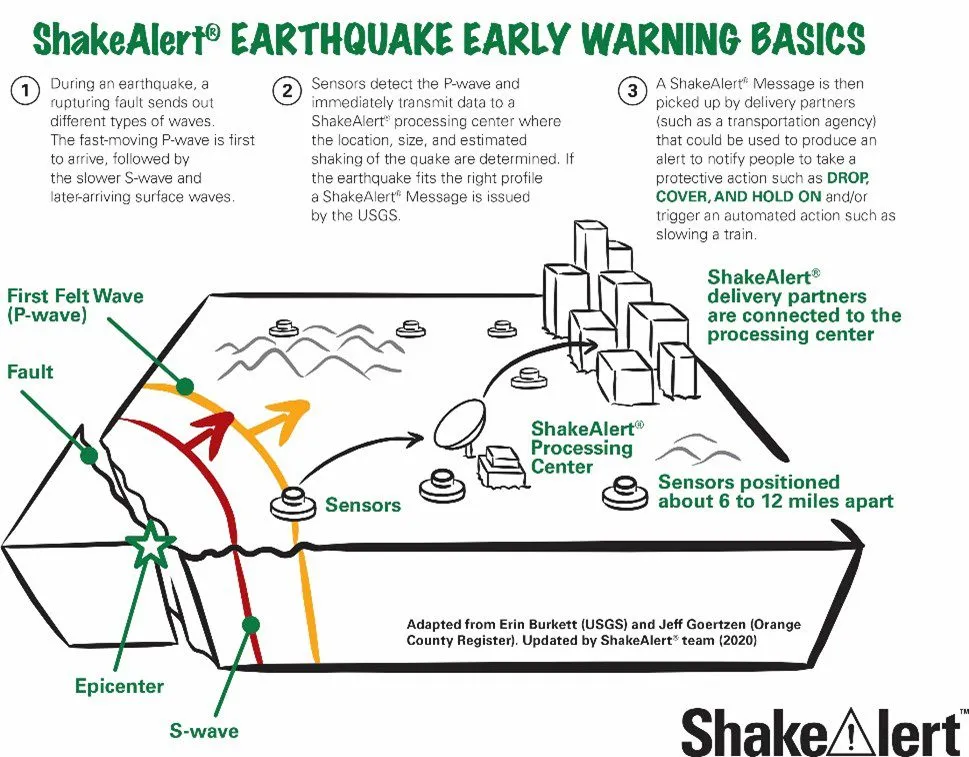 ShakeAlert® EARTHQUAKE EARLY WARNING BASICS
1
During an earthquake, a
rupturing fault sends out
different types of waves.
The fast-moving P-wave is first
to arrive, followed by
the slower S-wave and
later-arriving surface waves.
2
Sensors detect the P-wave and
immediately transmit data to a
ShakeAlert® processing center where
the location, size, and estimated
shaking of the quake are determined. If
the earthquake fits the right profile
a ShakeAlert® Message is issued
by the USGS.
3
A ShakeAlert® Message is then
picked up by delivery partners
(such as a transportation agency)
that could be used to produce an
alert to notify people to take a
protective action such as DROP,
COVER, AND HOLD ON and/or
trigger an automated action such as
slowing a train.
First Felt Wave
(P-wave)
Fault
ShakeAlert®
delivery partners
are connected to the
processing center
ShakeAlert®
Processing
Center
Sensors
Sensors positioned
about 6 to 12 miles apart
Adapted from Erin Burkett (USGS) and Jeff Goertzen (Orange
County Register). Updated by ShakeAlert® team (2020)
Epicenter
S-wave
ShakeAlert™